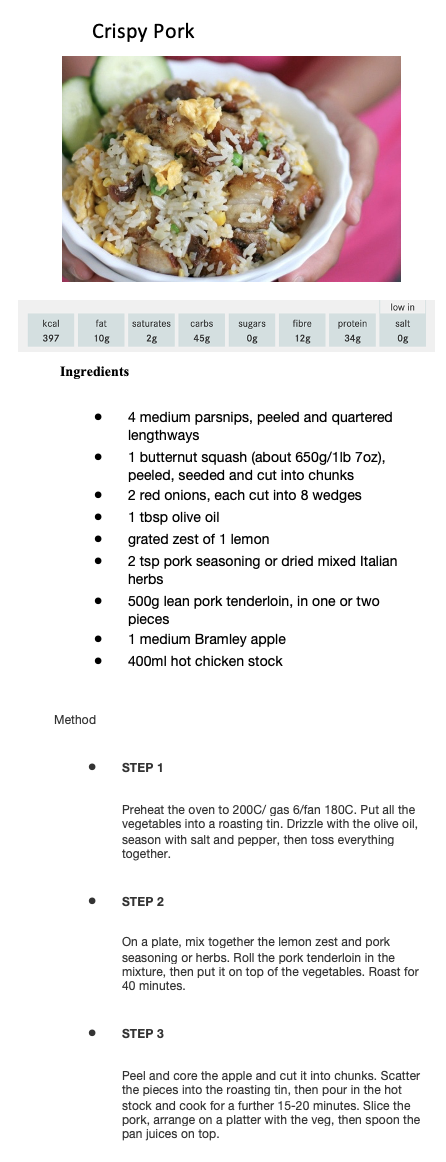 Crispy Pork
low in
kcal fat saturates carbs sugars fibre protein salt
397 10g 2g 45g 0g 12g 34g 0g
Ingredients
● 4 medium parsnips, peeled and quartered
lengthways
● 1 butternut squash (about 650g/1lb 7oz),
peeled, seeded and cut into chunks
● 2 red onions, each cut into 8 wedges
● 1 tbsp olive oil
● grated zest of 1 lemon
● 2 tsp pork seasoning or dried mixed Italian
herbs
● 500g lean pork tenderloin, in one or two
pieces
● 1 medium Bramley apple
● 400ml hot chicken stock
Method
● STEP 1
Preheat the oven to 200C/ gas 6/fan 180C. Put all the
vegetables into a roasting tin. Drizzle with the olive oil,
season with salt and pepper, then toss everything
together.
● STEP 2
On a plate, mix together the lemon zest and pork
seasoning or herbs. Roll the pork tenderloin in the
mixture, then put it on top of the vegetables. Roast for
40 minutes.
● STEP 3
Peel and core the apple and cut it into chunks. Scatter
the pieces into the roasting tin, then pour in the hot
stock and cook for a further 15-20 minutes. Slice the
pork, arrange on a platter with the veg, then spoon the
pan juices on top.